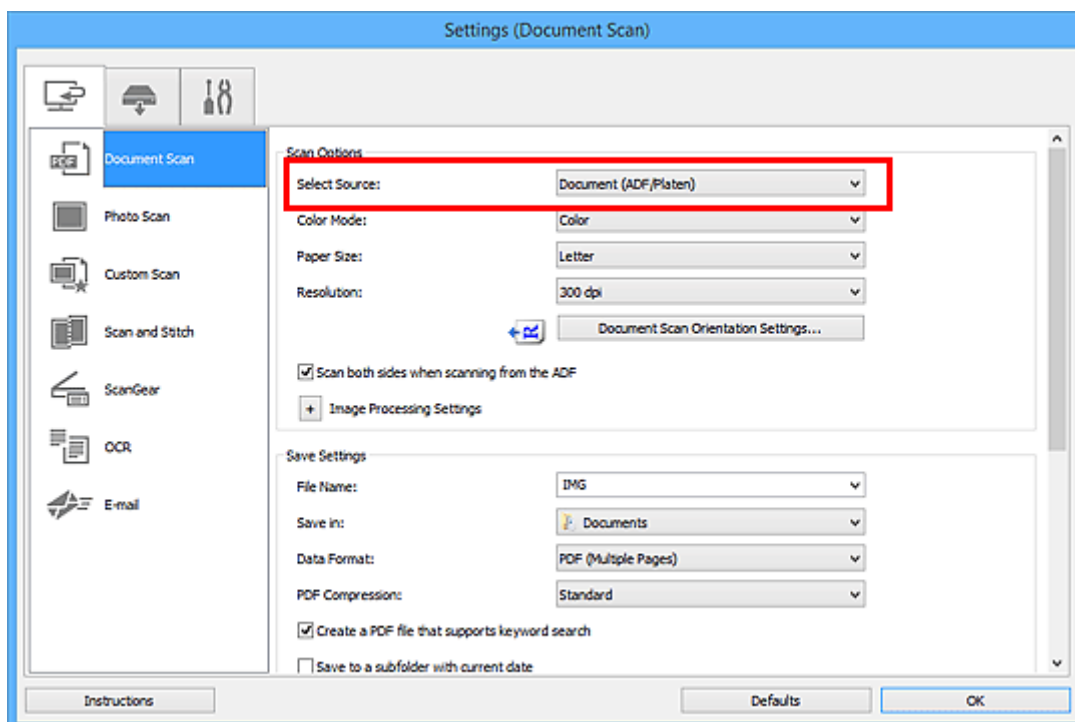 Settings (Document Scan)
PDF
Document Scan
Photo Scan
Custom Scan
Scan and Stitch
ScanGear
OCR
E-mail
Scan Options
Select Source: Document (ADF/Platen)
Color Mode: Color
Paper Size: Letter
Resolution: 300 dpi
Document Scan Orientation Settings...
Scan both sides when scanning from the ADF
+ Image Processing Settings
Save Settings
File Name: IMG
Save in: Documents
Data Format: PDF (Multiple Pages)
PDF Compression: Standard
Create a PDF file that supports keyword search
Save to a subfolder with current date
Instructions Defaults OK